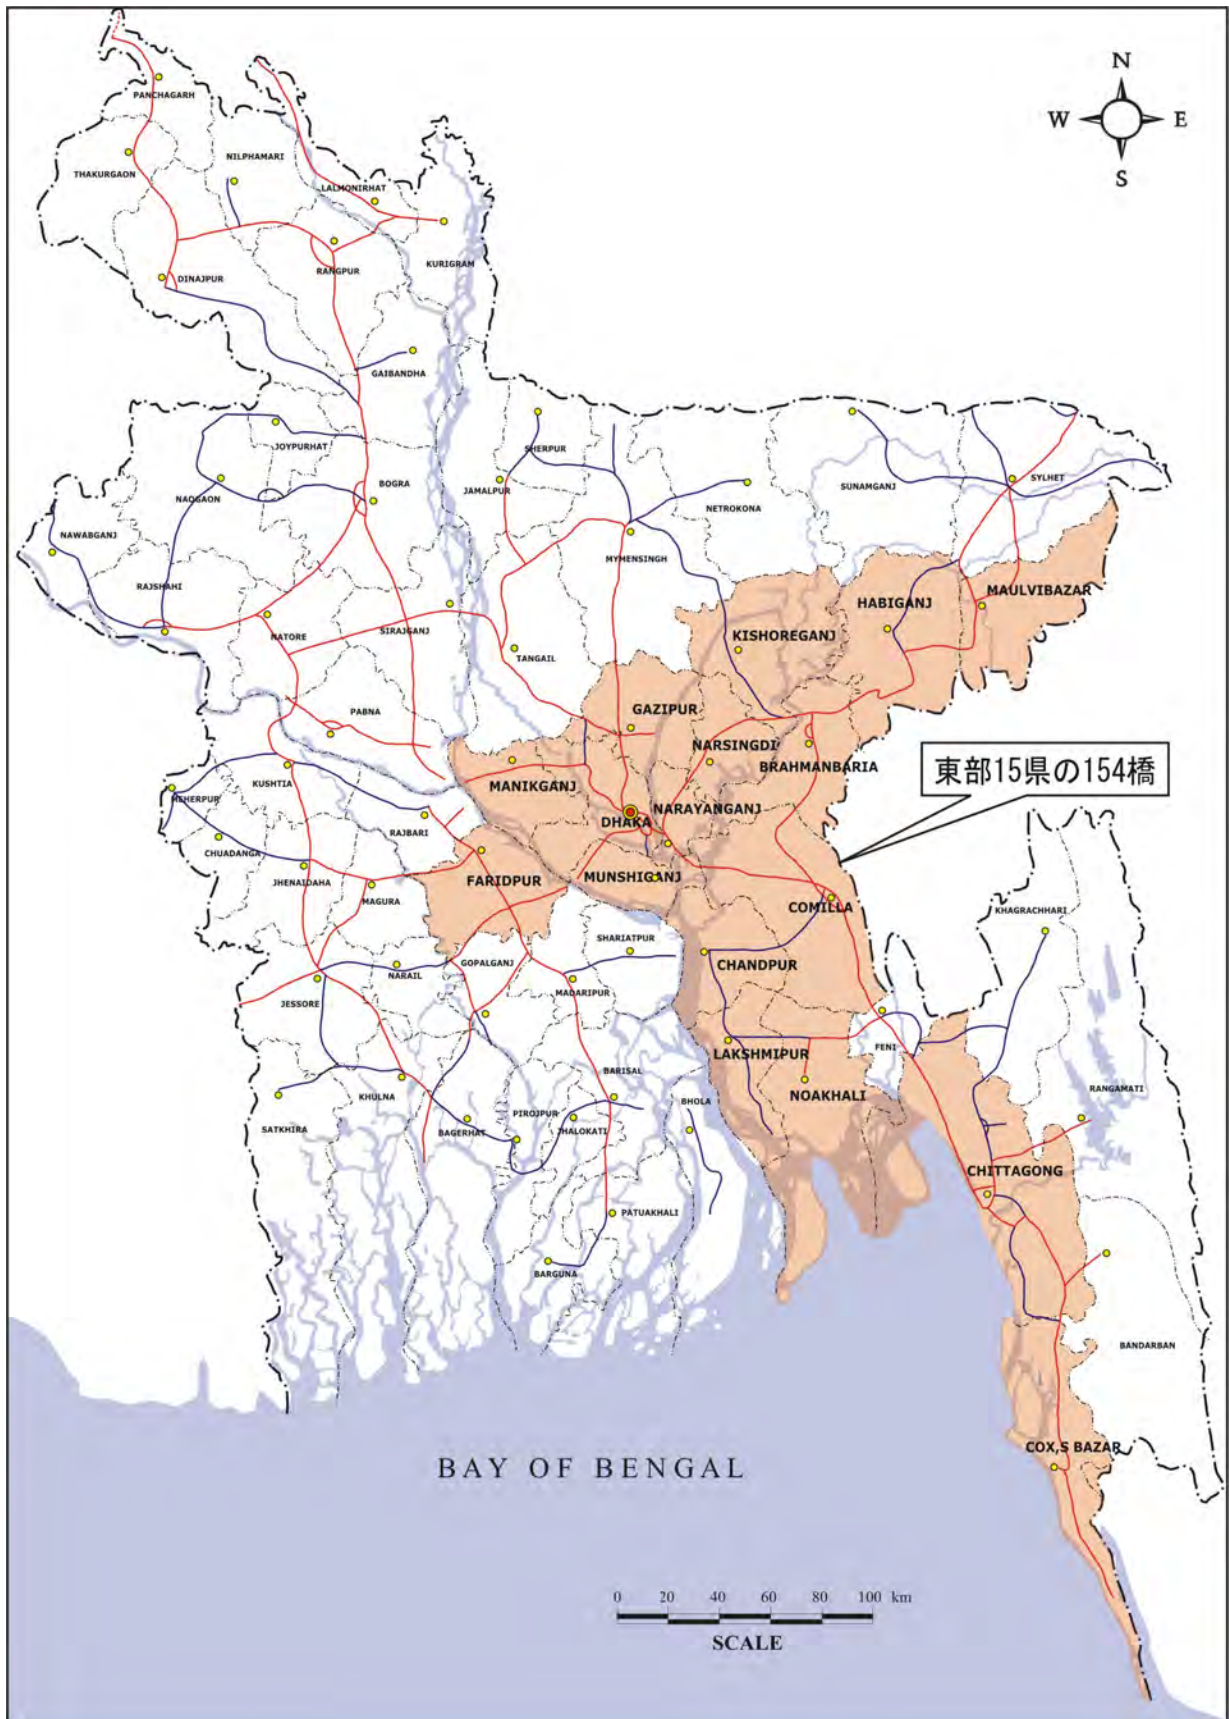 N
W E
S
PANCHAGARH
THAKURGAON
NILPHAMARI
LALMONIRHAT
DINAJPUR
RANGPUR
KURIGRAM
GAIBANDHA
JOYPURHAT
NAOGAON
BOGRA
SHERPUR
JAMALPUR
NETROKONA
SUNAMGANJ
SYLHET
NAWABGANJ
RAJSHAHI
MYMENSINGH
MAULVIBAZAR
HABIGANJ
NATORE
SIRAJGANJ
TANGAIL
KISHOREGANJ
PABNA
GAZIPUR
NARSINGDI
BRAHMANBARIA
東部15県の154橋
KUSHTIA
MEHERPUR
MANIKGANJ
NARAYANGANJ
DHAKA
RAJBARI
CHUADANGA
JHENAIDAHA
FARIDPUR
MUNSHIGANJ
MAGURA
COMILLA
KHAGRACHHARI
SHARIATPUR
CHANDPUR
GOPALGANJ
NARAIL
MADARIPUR
JESSORE
FENI
LAKSHMIPUR
BARISAL
RANGAMATI
KHULNA
BHOLA
NOAKHALI
PIROJPUR
SATKHIRA
BAGERHAT
JHALOKATI
CHITTAGONG
PATUAKHALI
BARGUNA
BANDARBAN
COX,S BAZAR
BAY OF BENGAL
0 20 40 60 80 100 km
SCALE